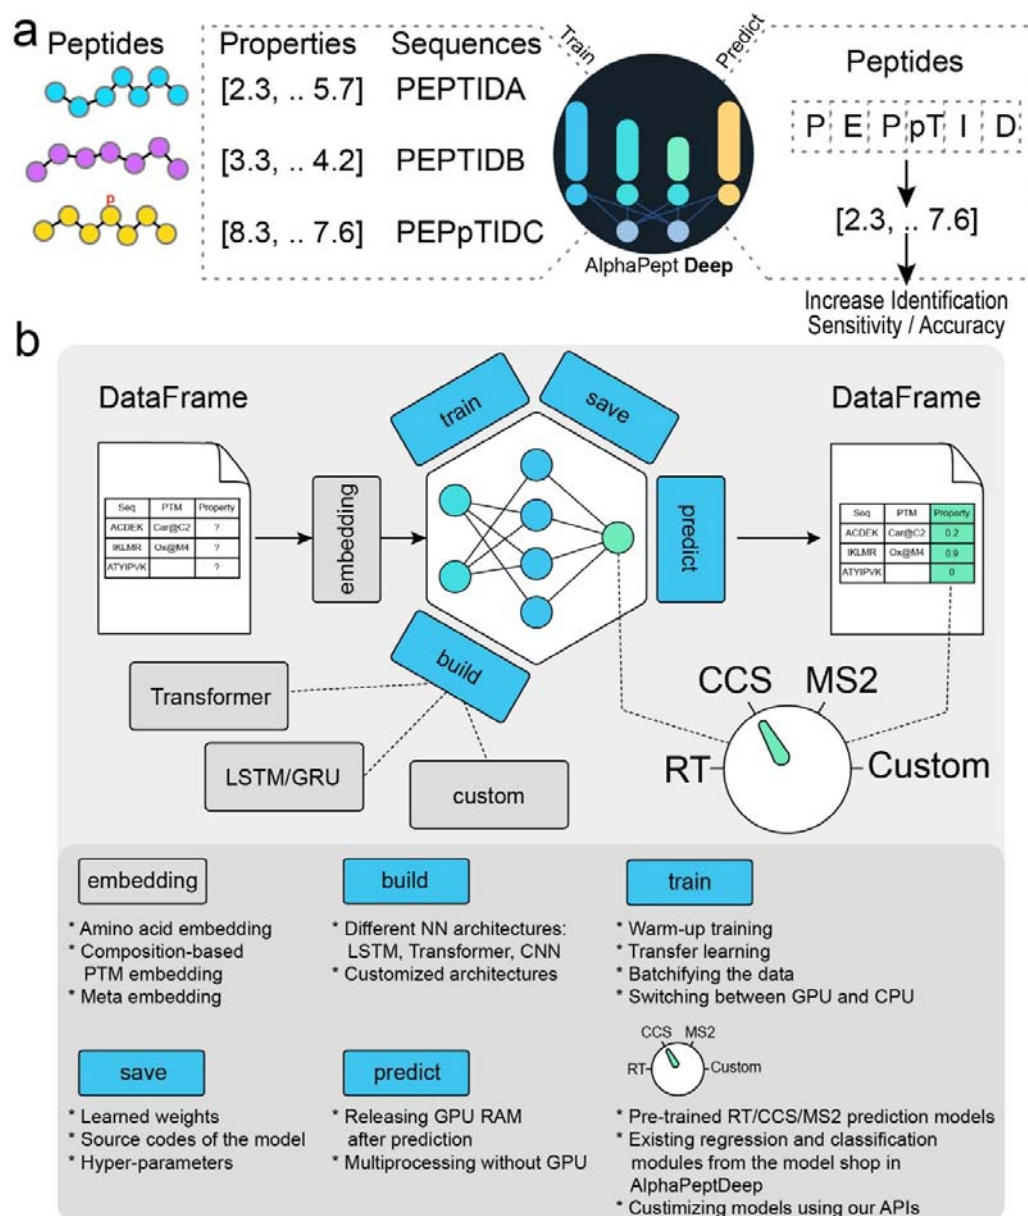 a
Peptides
Properties
Sequences
[2.3, .. 5.7]
PEPTIDA
[3.3, .. 4.2]
PEPTIDB
p
[8.3, .. 7.6]
PEPpTIDC
Train
Predict
AlphaPept Deep
Peptides
P E P pT I D
[2.3, .. 7.6]
Increase Identification
Sensitivity / Accuracy
b
DataFrame
Seq PTM Property
ACDEK Car@C2 ?
IKLMR Ox@M4 ?
ATYIPVK ?
embedding
train
save
predict
build
DataFrame
Seq PTM Property
ACDEK Car@C2 0.2
IKLMR Ox@M4 0.9
ATYIPVK 0
Transformer
LSTM/GRU
custom
CCS MS2
RT Custom
embedding
* Amino acid embedding
* Composition-based
PTM embedding
* Meta embedding
build
* Different NN architectures:
LSTM, Transformer, CNN
* Customized architectures
train
* Warm-up training
* Transfer learning
* Batchifying the data
* Switching between GPU and CPU
save
* Learned weights
* Source codes of the model
* Hyper-parameters
predict
* Releasing GPU RAM
after prediction
* Multiprocessing without GPU
CCS MS2
RT Custom
* Pre-trained RT/CCS/MS2 prediction models
* Existing regression and classification
modules from the model shop in
AlphaPeptDeep
* Custimizing models using our APIs